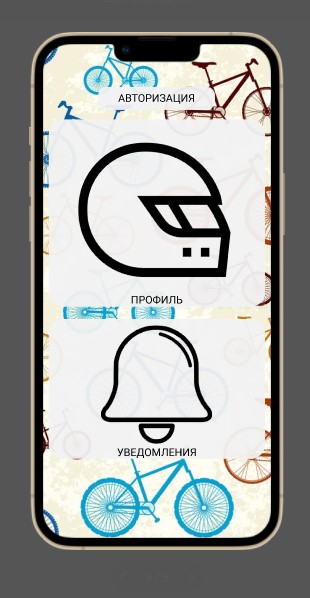 АВТОРИЗАЦИЯ
ПРОФИЛЬ
УВЕДОМЛЕНИЯ